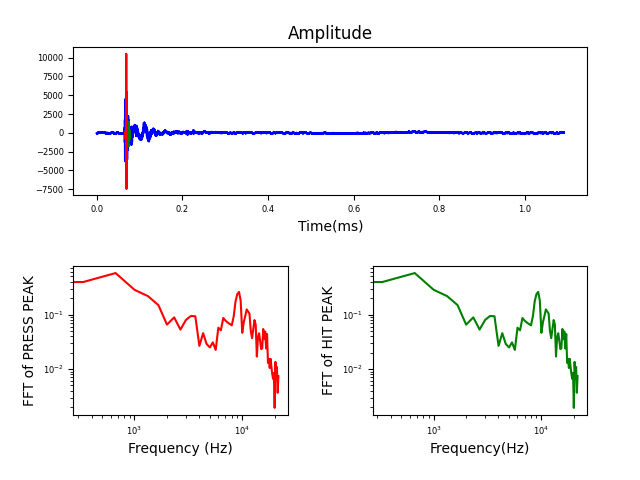 Amplitude
10000
7500
5000
2500
0
−2500
−5000
−7500
0.0 0.2 0.4 0.6 0.8 1.0
Time(ms)
FFT of PRESS PEAK
10⁻¹
10⁻²
10³ 10⁴
Frequency (Hz)
FFT of HIT PEAK
10⁻¹
10⁻²
10³ 10⁴
Frequency(Hz)